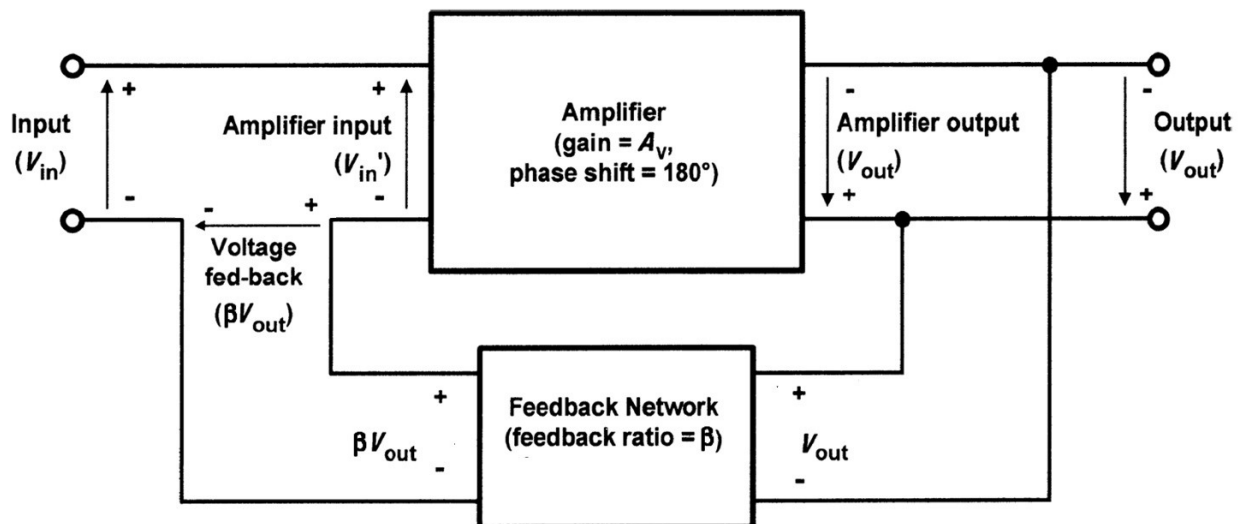 Input
(Vin)
+
-
Amplifier input
(Vin')
+
-
Amplifier
(gain = Av,
phase shift = 180°)
-
Amplifier output
(Vout)
+
-
Output
(Vout)
+
-
+
Voltage
fed-back
(βVout)
+
βVout
-
Feedback Network
(feedback ratio = β)
+
Vout
-